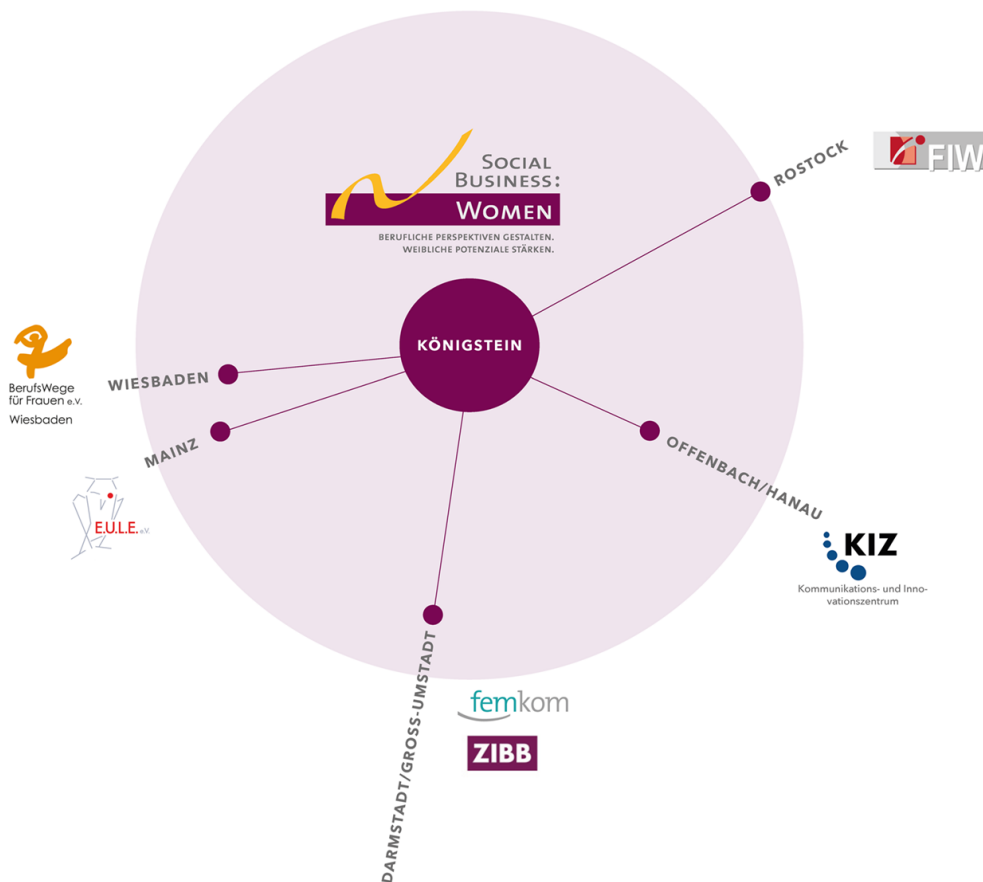 SOCIAL
BUSINESS:
WOMEN
BERUFLICHE PERSPEKTIVEN GESTALTEN.
WEIBLICHE POTENZIALE STÄRKEN.
ROSTOCK
FIW
KÖNIGSTEIN
BerufsWege
für Frauen e.V.
Wiesbaden
WIESBADEN
MAINZ
E.U.L.E. e.V.
OFFENBACH/HANAU
KIZ
Kommunikations- und Inno-
vationszentrum
DARMSTADT/GROSS-UMSTADT
femkom
ZIBB